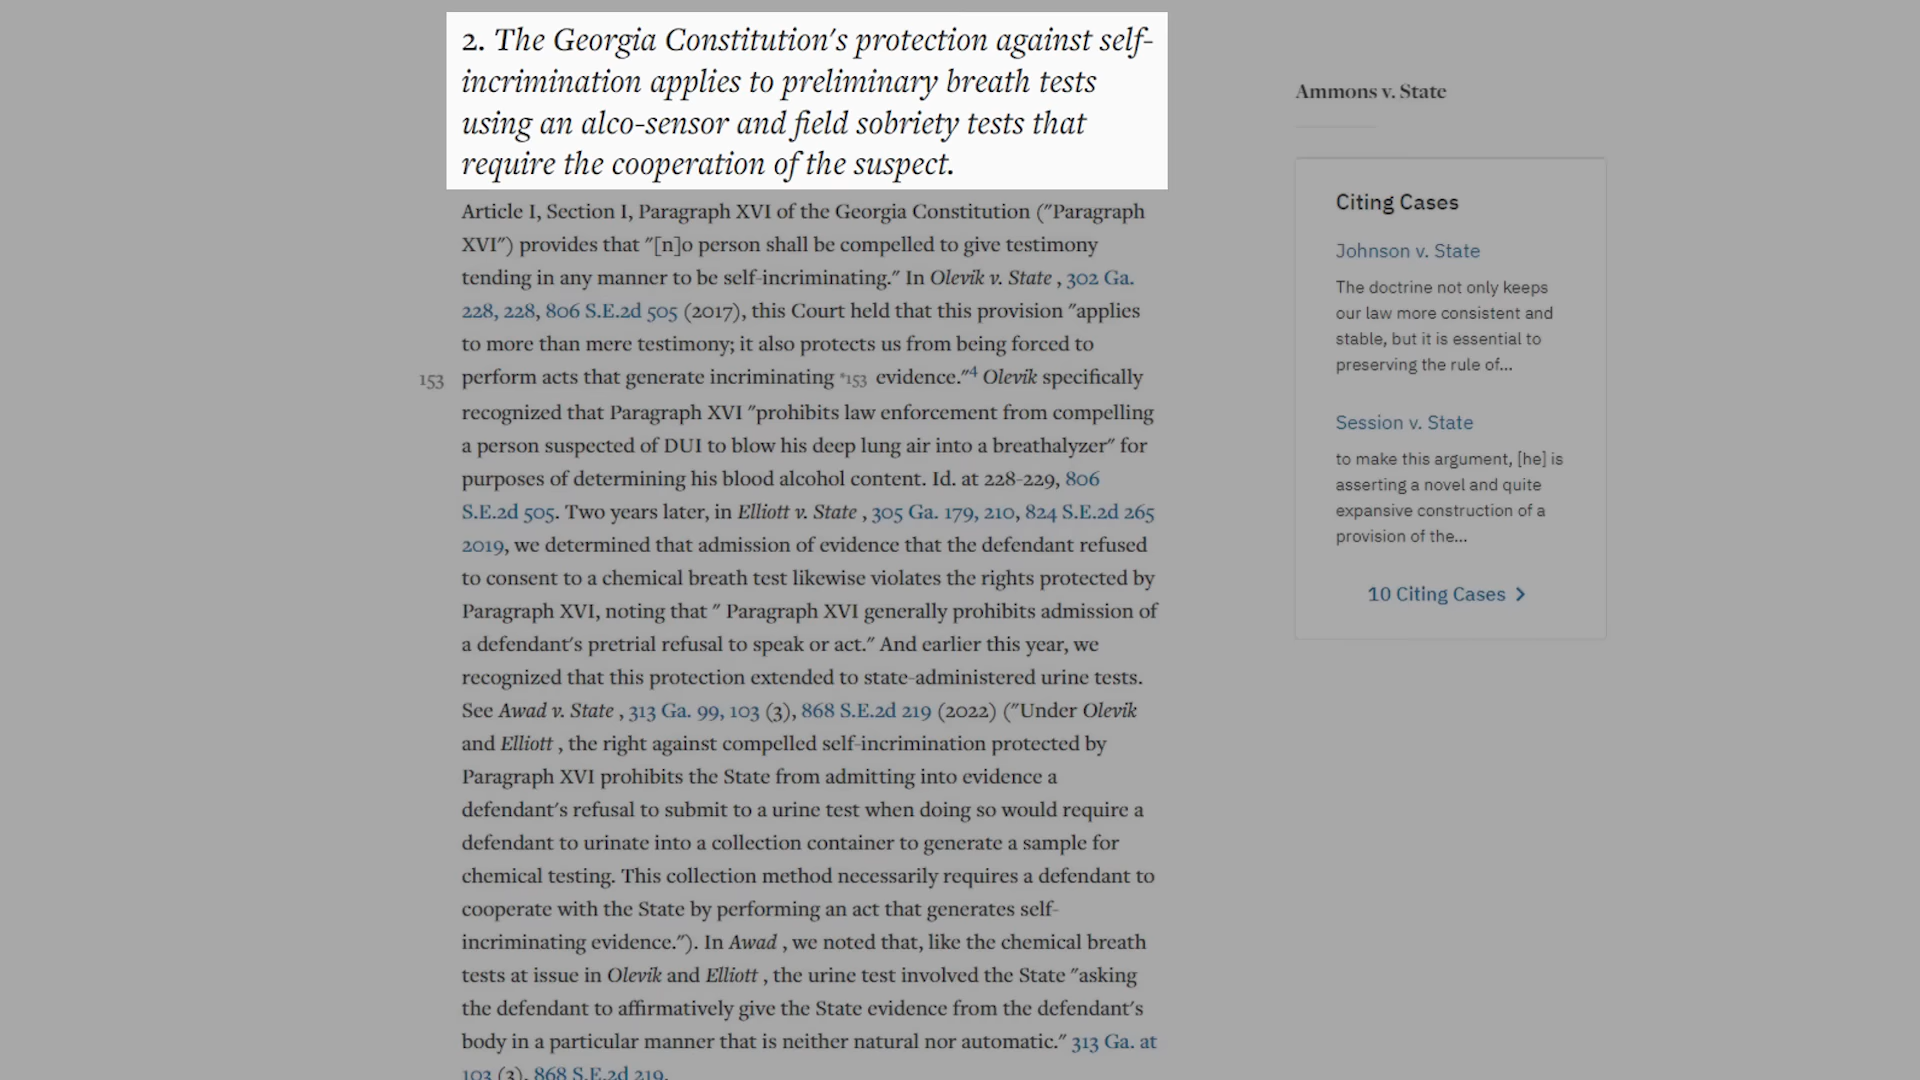 2. The Georgia Constitution's protection against self-
incrimination applies to preliminary breath tests
using an alco-sensor and field sobriety tests that
require the cooperation of the suspect.
Article I, Section I, Paragraph XVI of the Georgia Constitution ("Paragraph
XVI") provides that "[n]o person shall be compelled to give testimony
tending in any manner to be self-incriminating." In Olevik v. State , 302 Ga.
228, 228, 806 S.E.2d 505 (2017), this Court held that this provision "applies
to more than mere testimony; it also protects us from being forced to
153 perform acts that generate incriminating *153 evidence."4 Olevik specifically
recognized that Paragraph XVI "prohibits law enforcement from compelling
a person suspected of DUI to blow his deep lung air into a breathalyzer" for
purposes of determining his blood alcohol content. Id. at 228-229, 806
S.E.2d 505. Two years later, in Elliott v. State , 305 Ga. 179, 210, 824 S.E.2d 265
2019, we determined that admission of evidence that the defendant refused
to consent to a chemical breath test likewise violates the rights protected by
Paragraph XVI, noting that " Paragraph XVI generally prohibits admission of
a defendant's pretrial refusal to speak or act." And earlier this year, we
recognized that this protection extended to state-administered urine tests.
See Awad v. State , 313 Ga. 99, 103 (3), 868 S.E.2d 219 (2022) ("Under Olevik
and Elliott , the right against compelled self-incrimination protected by
Paragraph XVI prohibits the State from admitting into evidence a
defendant's refusal to submit to a urine test when doing so would require a
defendant to urinate into a collection container to generate a sample for
chemical testing. This collection method necessarily requires a defendant to
cooperate with the State by performing an act that generates self-
incriminating evidence."). In Awad , we noted that, like the chemical breath
tests at issue in Olevik and Elliott , the urine test involved the State "asking
the defendant to affirmatively give the State evidence from the defendant's
body in a particular manner that is neither natural nor automatic." 313 Ga. at
103 (3), 868 S.E.2d 219.
Ammons v. State
Citing Cases
Johnson v. State
The doctrine not only keeps
our law more consistent and
stable, but it is essential to
preserving the rule of...
Session v. State
to make this argument, [he] is
asserting a novel and quite
expansive construction of a
provision of the...
10 Citing Cases